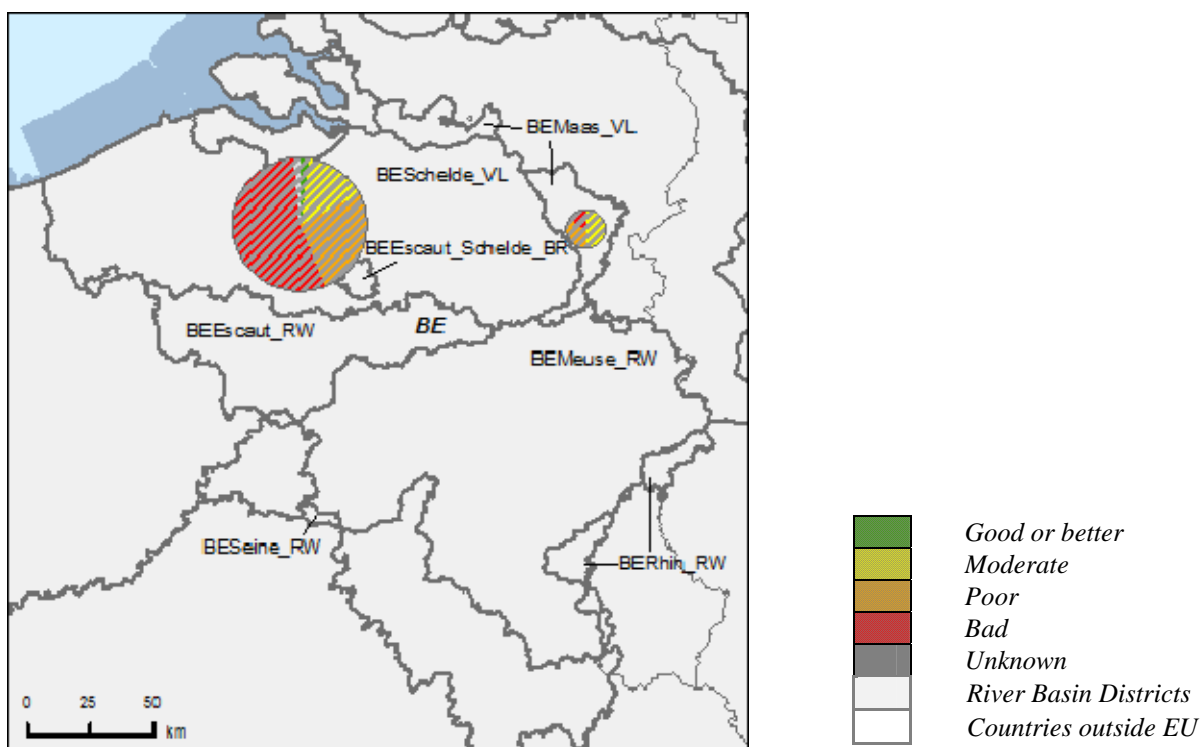 BEMaas_VL
BESchelde_VL
BEEscaut_Schelde_BR
BEEscaut_RW
BE
BEMeuse_RW
BESeine_RW
BERhin_RW
0 25 50
km
Good or better
Moderate
Poor
Bad
Unknown
River Basin Districts
Countries outside EU